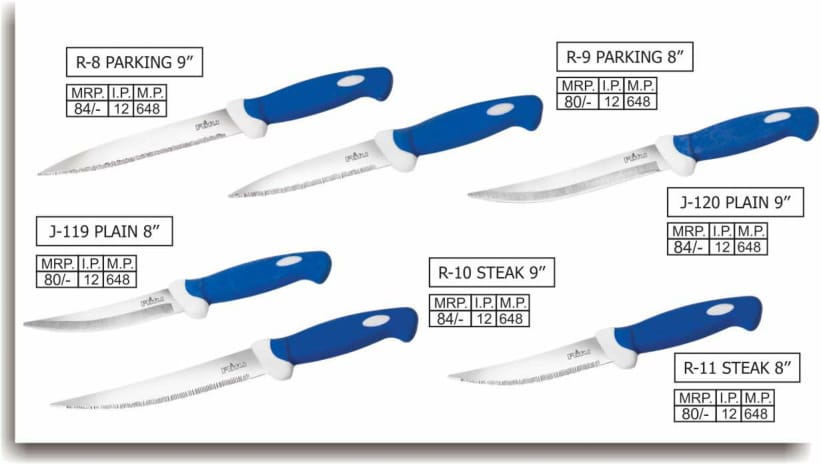 R-8 PARKING 9″
MRP. I.P. M.P.
84/- 12 648
R-9 PARKING 8″
MRP. I.P. M.P.
80/- 12 648
J-120 PLAIN 9″
MRP. I.P. M.P.
84/- 12 648
J-119 PLAIN 8″
MRP. I.P. M.P.
80/- 12 648
R-10 STEAK 9″
MRP. I.P. M.P.
84/- 12 648
R-11 STEAK 8″
MRP. I.P. M.P.
80/- 12 648